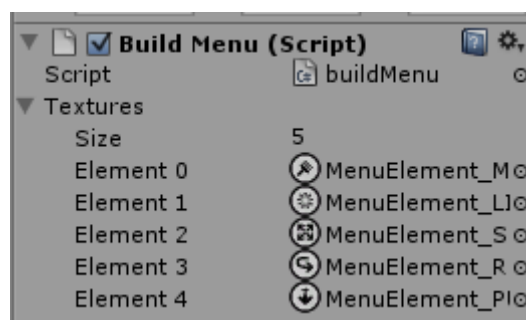 Build Menu (Script)
Script buildMenu
Textures
Size 5
Element 0 MenuElement_M
Element 1 MenuElement_LI
Element 2 MenuElement_S
Element 3 MenuElement_R
Element 4 MenuElement_Pl